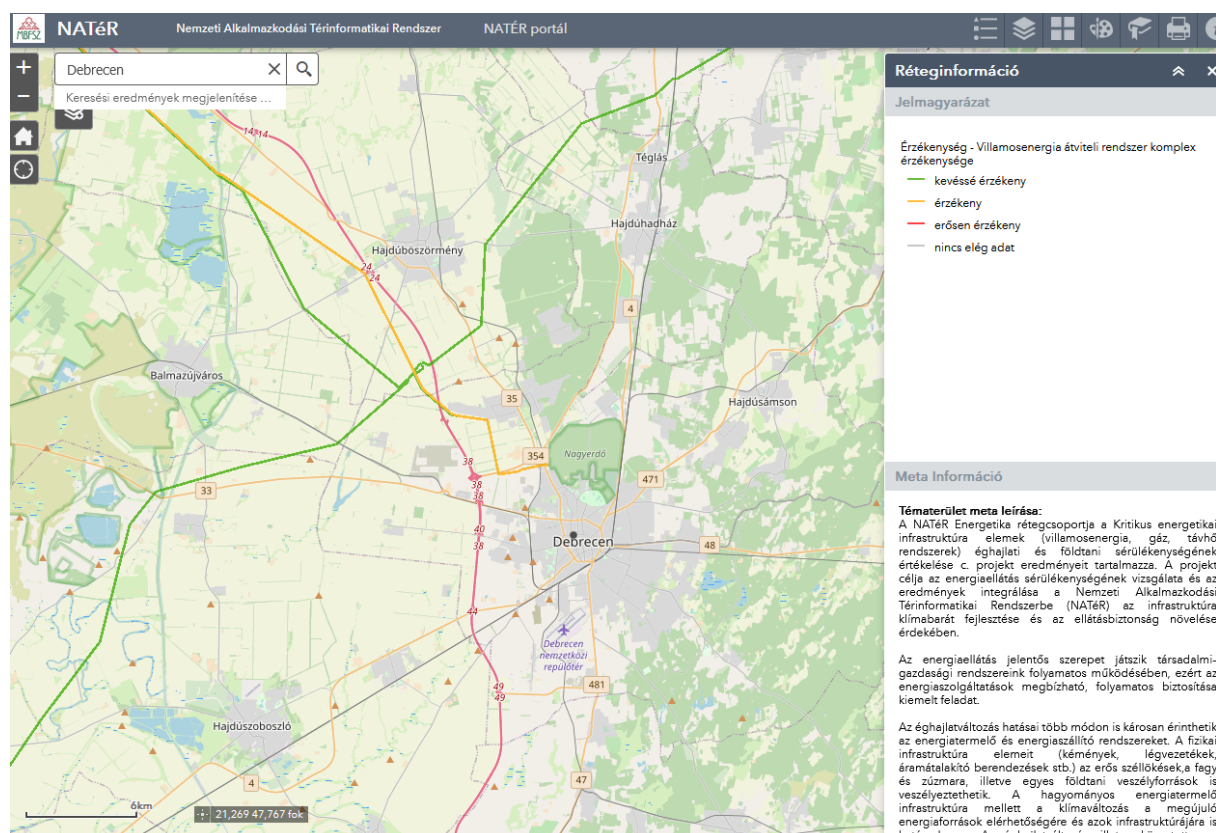 MBFSZ
NATéR
Nemzeti Alkalmazkodási Térinformatikai Rendszer
NATÉR portál
+
Debrecen
Keresési eredmények megjelenítése ...
−
14 14
Téglás
Hajdúhadház
Hajdúböszörmény
24
24
4
Balmazújváros
35
Hajdúsámson
354
Nagyerdő
38
38
38
471
33
40
38
Debrecen
48
44
Debrecen
nemzetközi
repülőtér
49
49
481
Hajdúszoboszló
4
47
6km
21,269 47,767 fok
Réteginformáció
Jelmagyarázat
Érzékenység - Villamosenergia átviteli rendszer komplex
érzékenysége
kevéssé érzékeny
érzékeny
erősen érzékeny
nincs elég adat
Meta Információ
Tématerület meta leírása:
A NATéR Energetika rétegcsoportja a Kritikus energetikai
infrastruktúra elemek (villamosenergia, gáz, távhő
rendszerek) éghajlati és földtani sérülékenységének
értékelése c. projekt eredményeit tartalmazza. A projekt
célja az energiaellátás sérülékenységének vizsgálata és az
eredmények integrálása a Nemzeti Alkalmazkodási
Térinformatikai Rendszerbe (NATéR) az infrastruktúra
klímabarát fejlesztése és az ellátásbiztonság növelése
érdekében.
Az energiaellátás jelentős szerepet játszik társadalmi-
gazdasági rendszereink folyamatos működésében, ezért az
energiaszolgáltatások megbízható, folyamatos biztosítása
kiemelt feladat.
Az éghajlatváltozás hatásai több módon is károsan érinthetik
az energiatermelő és energiaszállító rendszereket. A fizikai
infrastruktúra elemeit (kémények, légvezetékek,
áramátalakító berendezések stb.) az erős széllökések,a fagy
és zúzmara, illetve egyes földtani veszélyforrások is
veszélyeztethetik. A hagyományos energiatermelő
infrastruktúra mellett a klímaváltozás a megújuló
energiaforrások elérhetőségére és azok infrastruktúrájára is